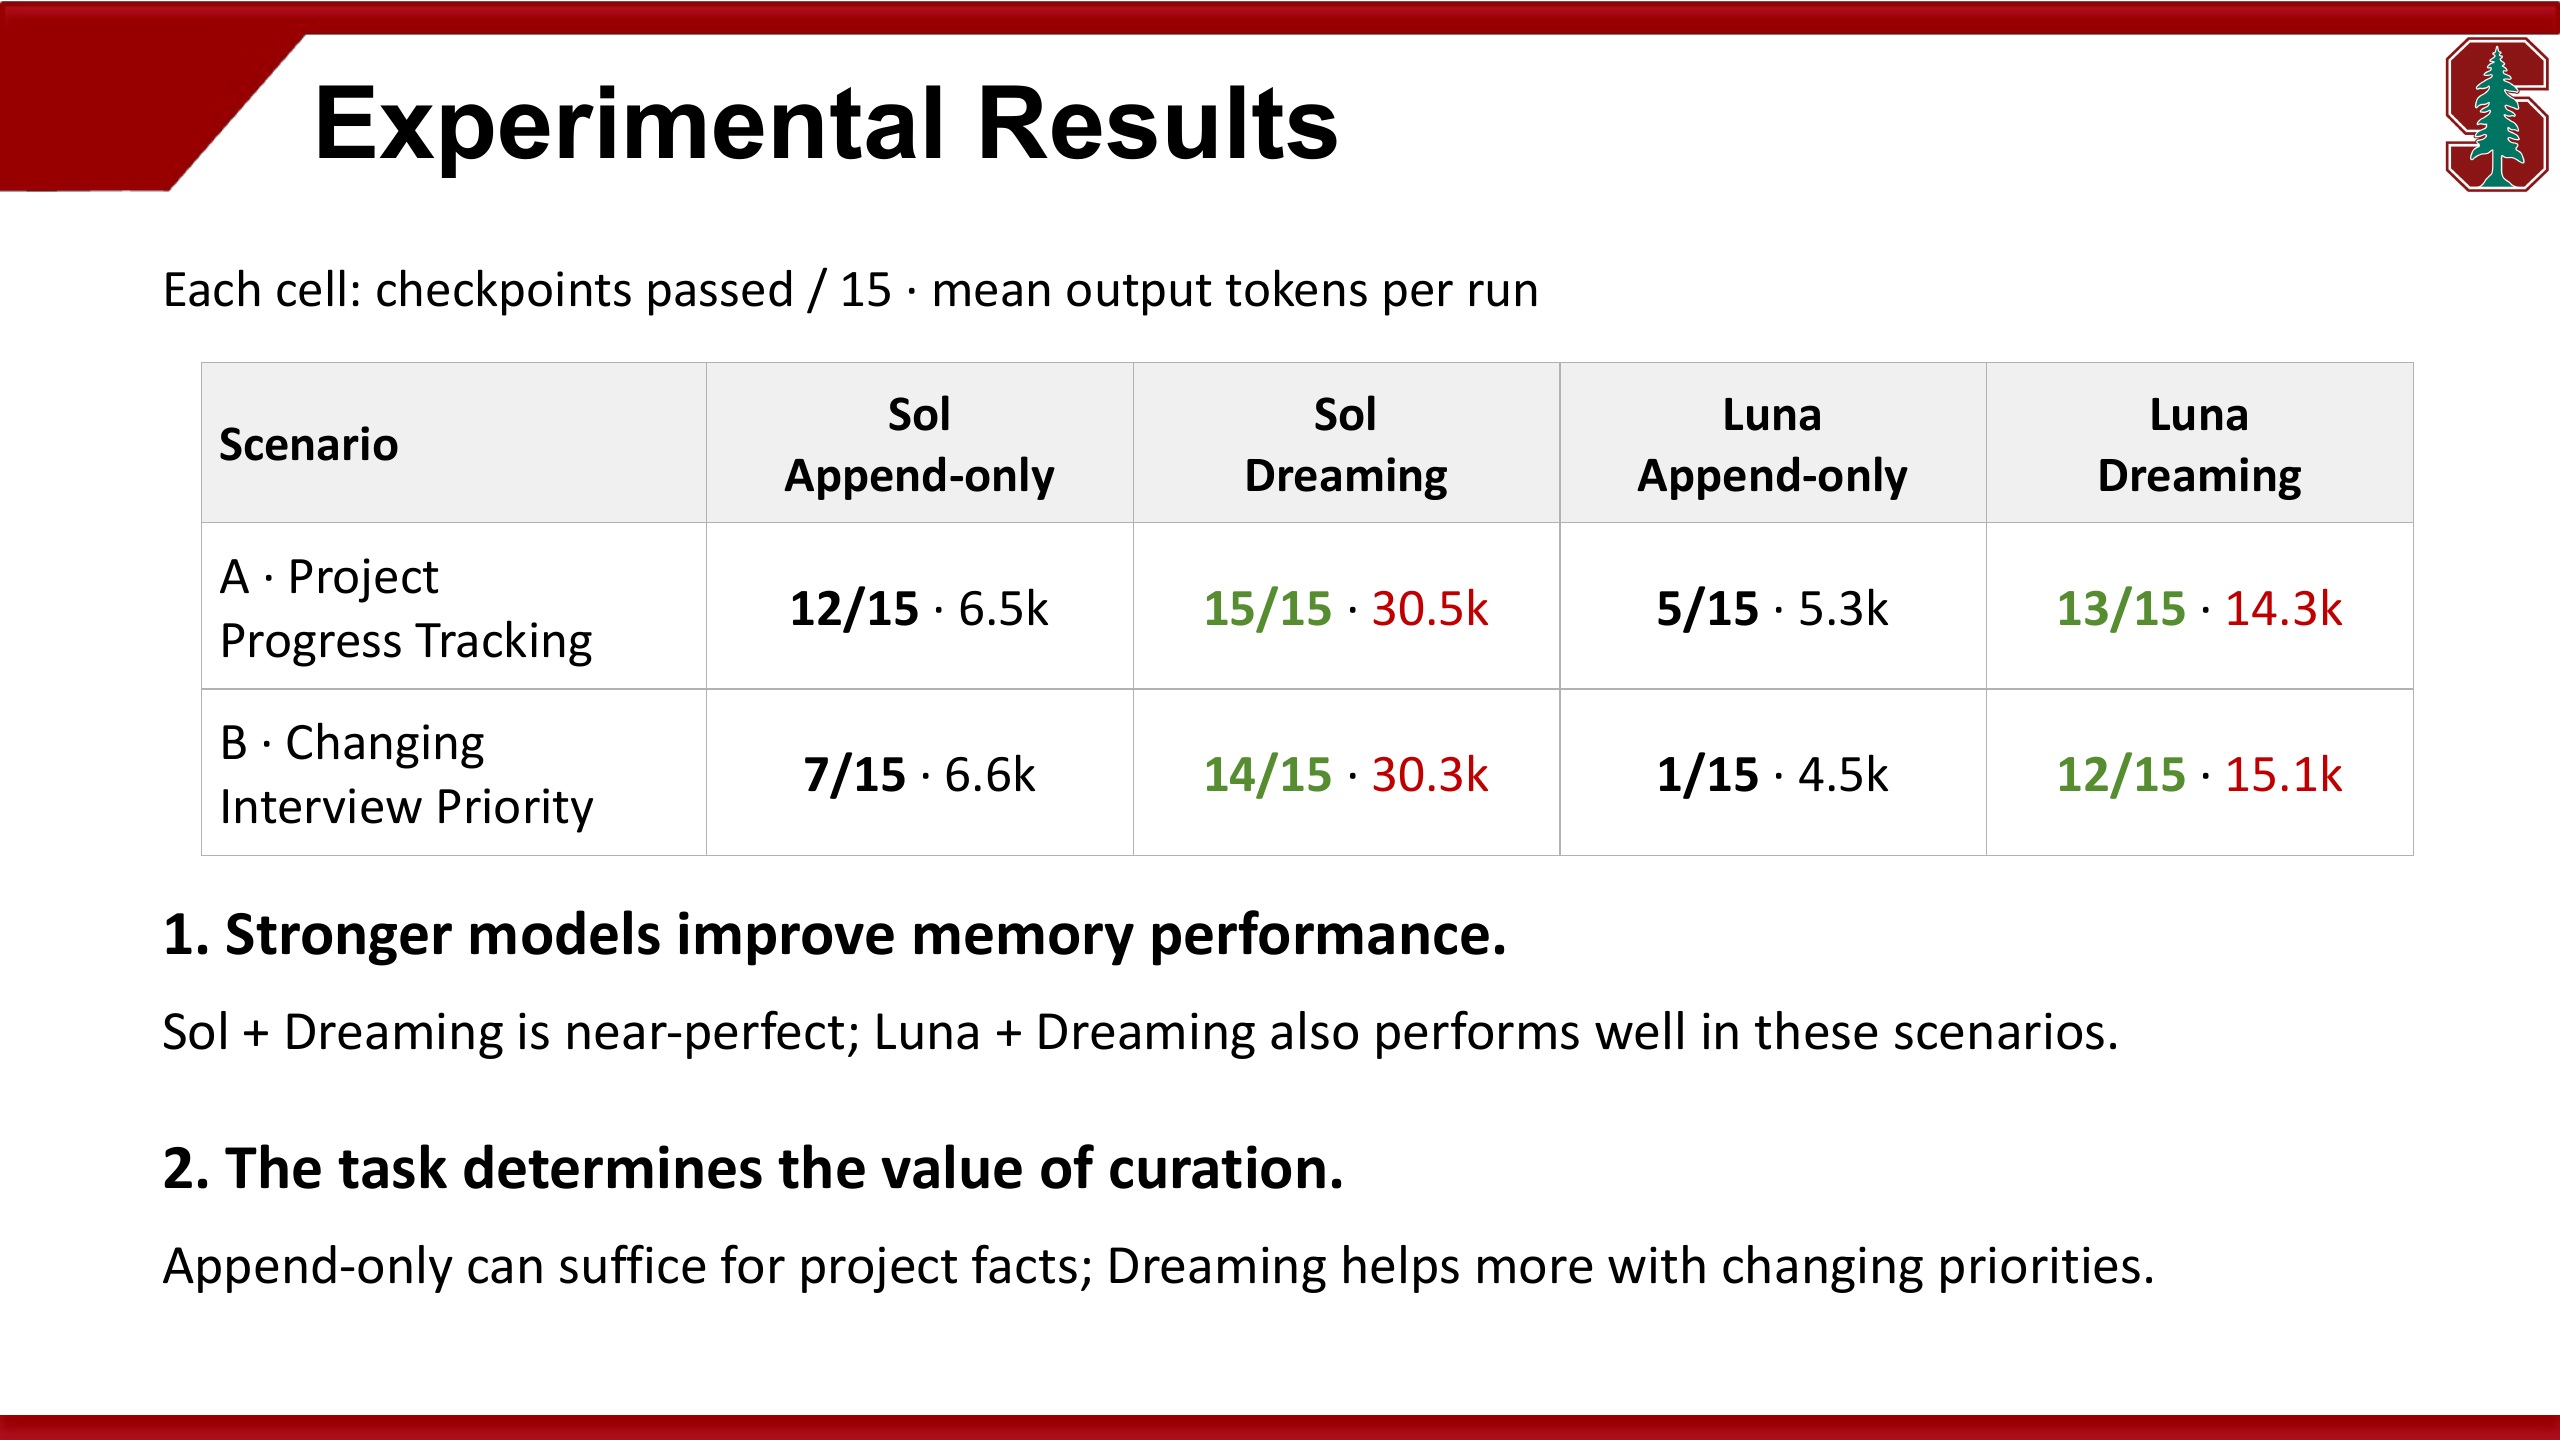 Experimental Results
Each cell: checkpoints passed / 15 · mean output tokens per run
Scenario
Sol
Append-only
Sol
Dreaming
Luna
Append-only
Luna
Dreaming
A · Project
Progress Tracking
12/15 · 6.5k
15/15 · 30.5k
5/15 · 5.3k
13/15 · 14.3k
B · Changing
Interview Priority
7/15 · 6.6k
14/15 · 30.3k
1/15 · 4.5k
12/15 · 15.1k
1. Stronger models improve memory performance.
Sol + Dreaming is near-perfect; Luna + Dreaming also performs well in these scenarios.
2. The task determines the value of curation.
Append-only can suffice for project facts; Dreaming helps more with changing priorities.